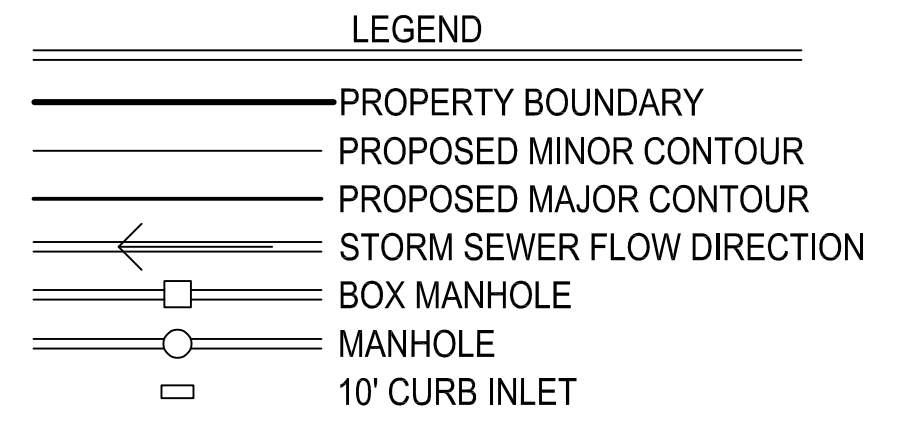 LEGEND
PROPERTY BOUNDARY
PROPOSED MINOR CONTOUR
PROPOSED MAJOR CONTOUR
STORM SEWER FLOW DIRECTION
BOX MANHOLE
MANHOLE
10' CURB INLET